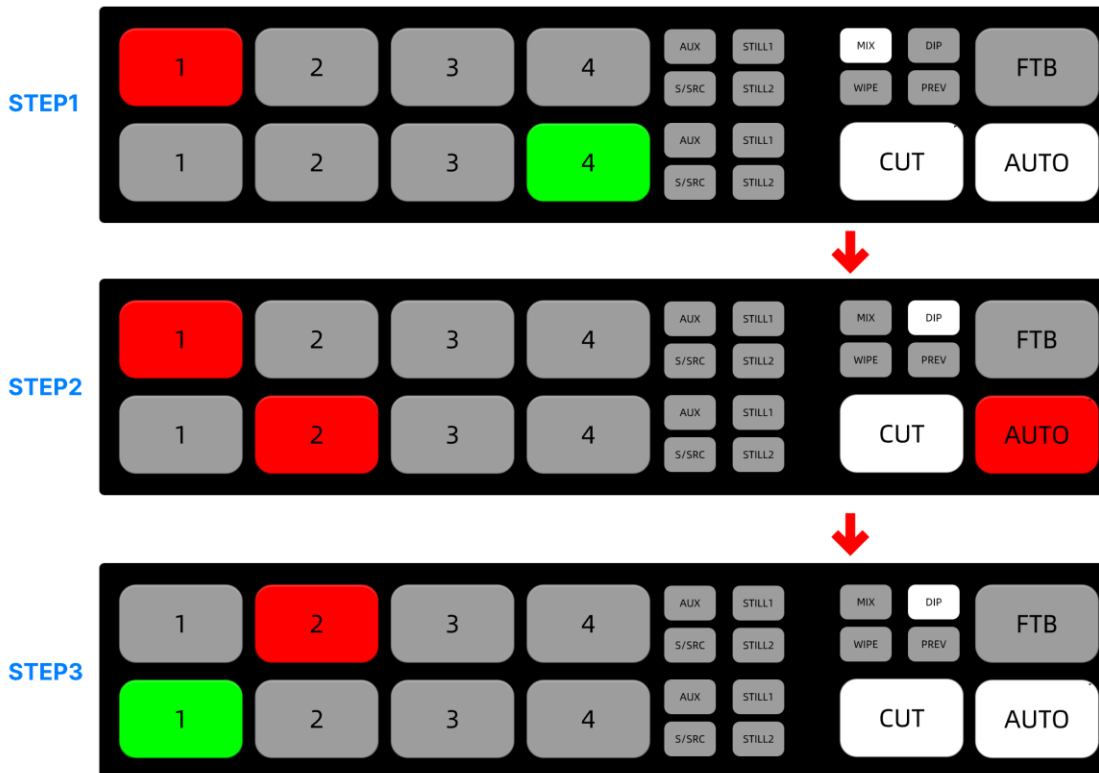 1 2 3 4 AUX STILL1 MIX DIP FTB
S/SRC STILL2 WIPE PREV
STEP1
1 2 3 4 AUX STILL1 CUT AUTO
S/SRC STILL2
1 2 3 4 AUX STILL1 MIX DIP FTB
S/SRC STILL2 WIPE PREV
STEP2
1 2 3 4 AUX STILL1 CUT AUTO
S/SRC STILL2
1 2 3 4 AUX STILL1 MIX DIP FTB
S/SRC STILL2 WIPE PREV
STEP3
1 2 3 4 AUX STILL1 CUT AUTO
S/SRC STILL2